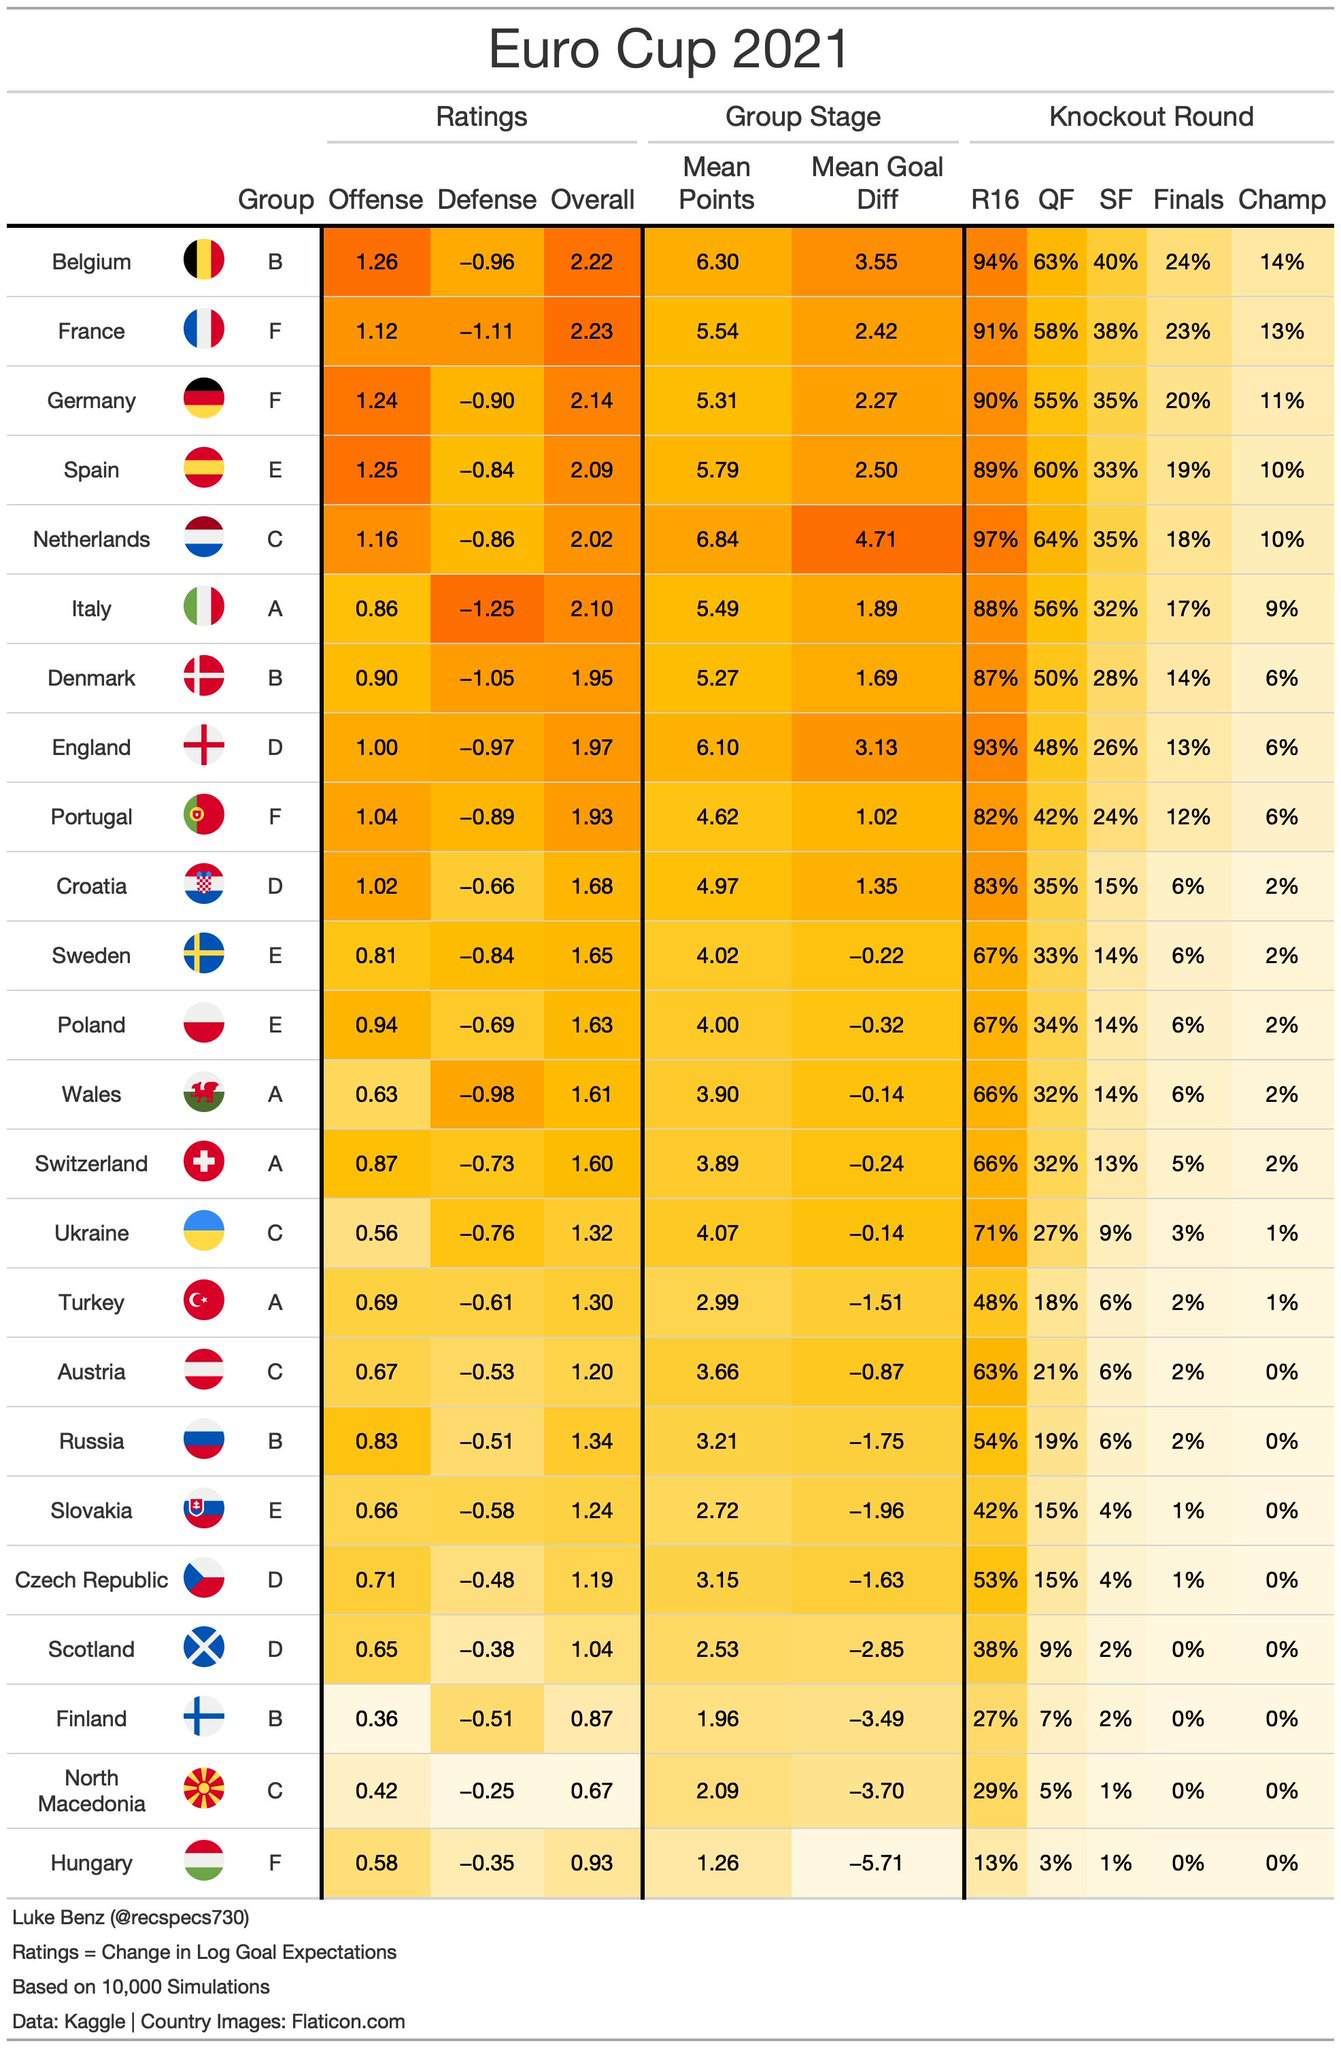 Euro Cup 2021
Ratings Group Stage Knockout Round
Group Offense Defense Overall Mean Points Mean Goal Diff R16 QF SF Finals Champ
Belgium B 1.26 −0.96 2.22 6.30 3.55 94% 63% 40% 24% 14%
France F 1.12 −1.11 2.23 5.54 2.42 91% 58% 38% 23% 13%
Germany F 1.24 −0.90 2.14 5.31 2.27 90% 55% 35% 20% 11%
Spain E 1.25 −0.84 2.09 5.79 2.50 89% 60% 33% 19% 10%
Netherlands C 1.16 −0.86 2.02 6.84 4.71 97% 64% 35% 18% 10%
Italy A 0.86 −1.25 2.10 5.49 1.89 88% 56% 32% 17% 9%
Denmark B 0.90 −1.05 1.95 5.27 1.69 87% 50% 28% 14% 6%
England D 1.00 −0.97 1.97 6.10 3.13 93% 48% 26% 13% 6%
Portugal F 1.04 −0.89 1.93 4.62 1.02 82% 42% 24% 12% 6%
Croatia D 1.02 −0.66 1.68 4.97 1.35 83% 35% 15% 6% 2%
Sweden E 0.81 −0.84 1.65 4.02 −0.22 67% 33% 14% 6% 2%
Poland E 0.94 −0.69 1.63 4.00 −0.32 67% 34% 14% 6% 2%
Wales A 0.63 −0.98 1.61 3.90 −0.14 66% 32% 14% 6% 2%
Switzerland A 0.87 −0.73 1.60 3.89 −0.24 66% 32% 13% 5% 2%
Ukraine C 0.56 −0.76 1.32 4.07 −0.14 71% 27% 9% 3% 1%
Turkey A 0.69 −0.61 1.30 2.99 −1.51 48% 18% 6% 2% 1%
Austria C 0.67 −0.53 1.20 3.66 −0.87 63% 21% 6% 2% 0%
Russia B 0.83 −0.51 1.34 3.21 −1.75 54% 19% 6% 2% 0%
Slovakia E 0.66 −0.58 1.24 2.72 −1.96 42% 15% 4% 1% 0%
Czech Republic D 0.71 −0.48 1.19 3.15 −1.63 53% 15% 4% 1% 0%
Scotland D 0.65 −0.38 1.04 2.53 −2.85 38% 9% 2% 0% 0%
Finland B 0.36 −0.51 0.87 1.96 −3.49 27% 7% 2% 0% 0%
North Macedonia C 0.42 −0.25 0.67 2.09 −3.70 29% 5% 1% 0% 0%
Hungary F 0.58 −0.35 0.93 1.26 −5.71 13% 3% 1% 0% 0%
Luke Benz (@recspecs730)
Ratings = Change in Log Goal Expectations
Based on 10,000 Simulations
Data: Kaggle | Country Images: Flaticon.com